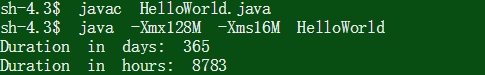 sh-4.3$ javac HelloWorld.java
sh-4.3$ java -Xmx128M -Xms16M HelloWorld
Duration in days: 365
Duration in hours: 8783